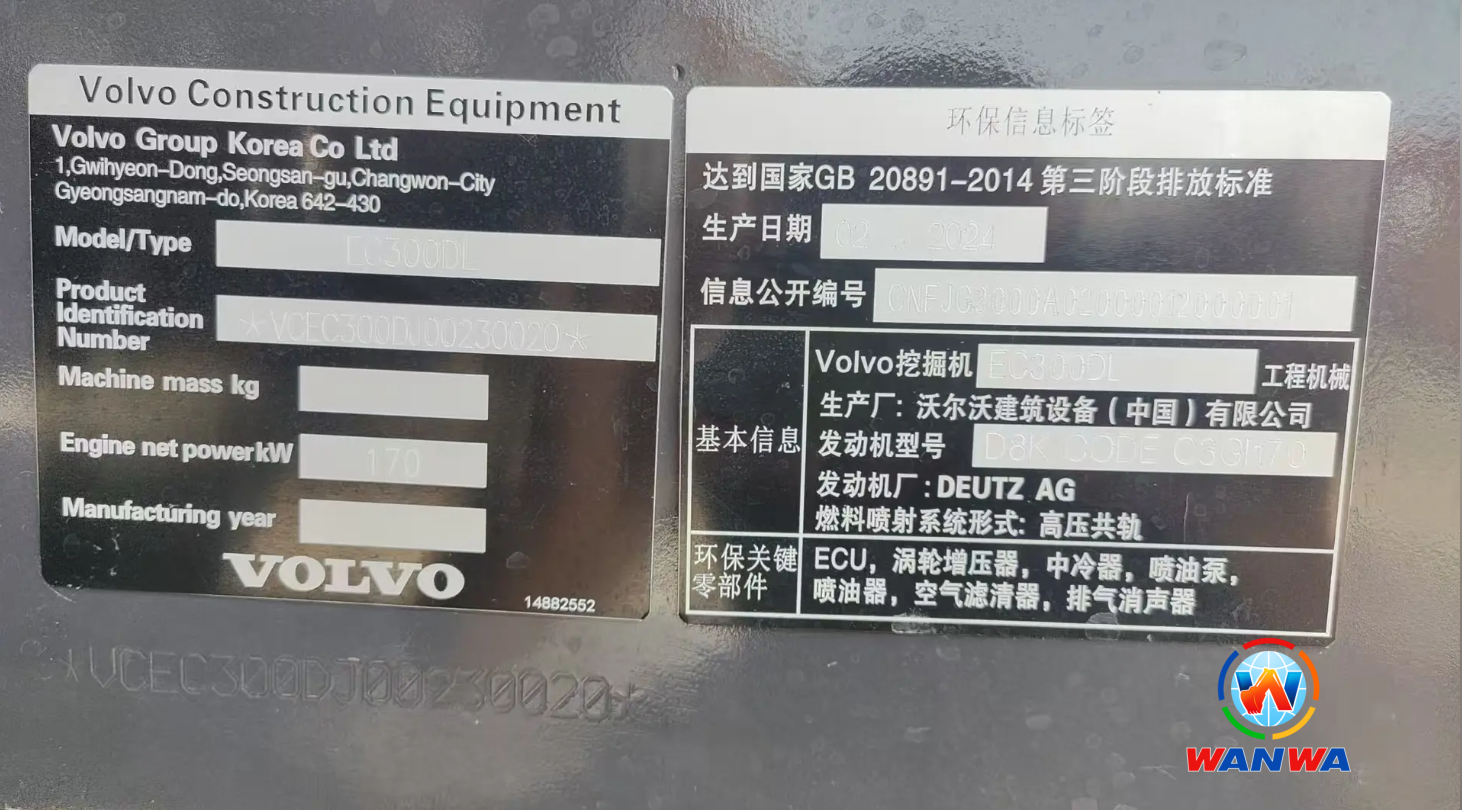 Volvo Construction Equipment
Volvo Group Korea Co Ltd
1,Gwihyeon-Dong,Seongsan-gu,Changwon-City
Gyeongsangnam-do,Korea 642-430
Model/Type EC300DL
Product Identification Number *VCEC300DJ00230020*
Machine mass kg
Engine net power kW 170
Manufacturing year
VOLVO
14882552
环保信息标签
达到国家GB 20891-2014 第三阶段排放标准
生产日期 02 . 2024
信息公开编号
基本信息
Volvo挖掘机 EC300DL 工程机械
生产厂: 沃尔沃建筑设备(中国)有限公司
发动机型号 D8K CODE
发动机厂: DEUTZ AG
燃料喷射系统形式: 高压共轨
环保关键零部件
ECU, 涡轮增压器, 中冷器, 喷油泵,
喷油器, 空气滤清器, 排气消声器
*VCEC300DJ00230020*
WANWA